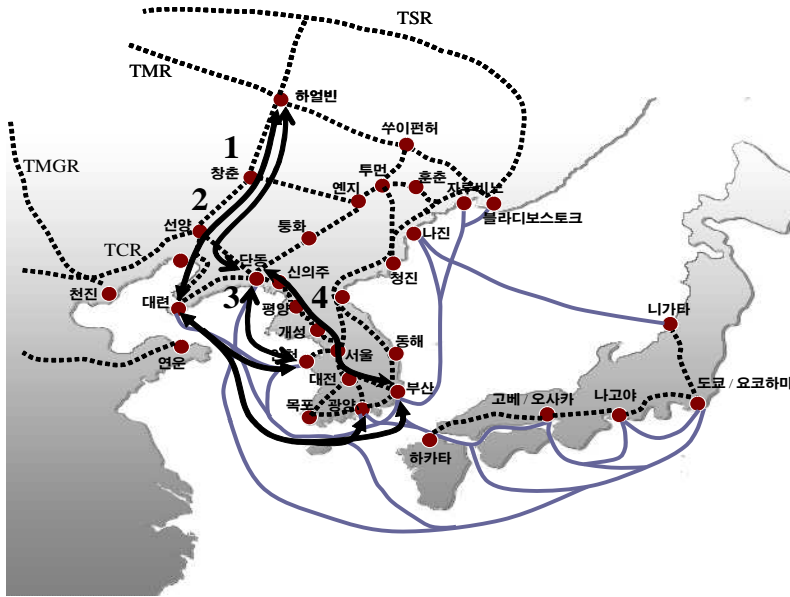 TSR
TMR
하얼빈
쑤이펀허
1
TMGR
창춘
투먼
훈춘
옌지
자루비노
2
블라디보스토크
선양
퉁화
나진
TCR
단동
청진
신의주
천진
3
4
대련
평양
니가타
개성
동해
연운
서울
대전
부산
고베 / 오사카
나고야
도쿄 / 요코하마
목포
광양
하카타